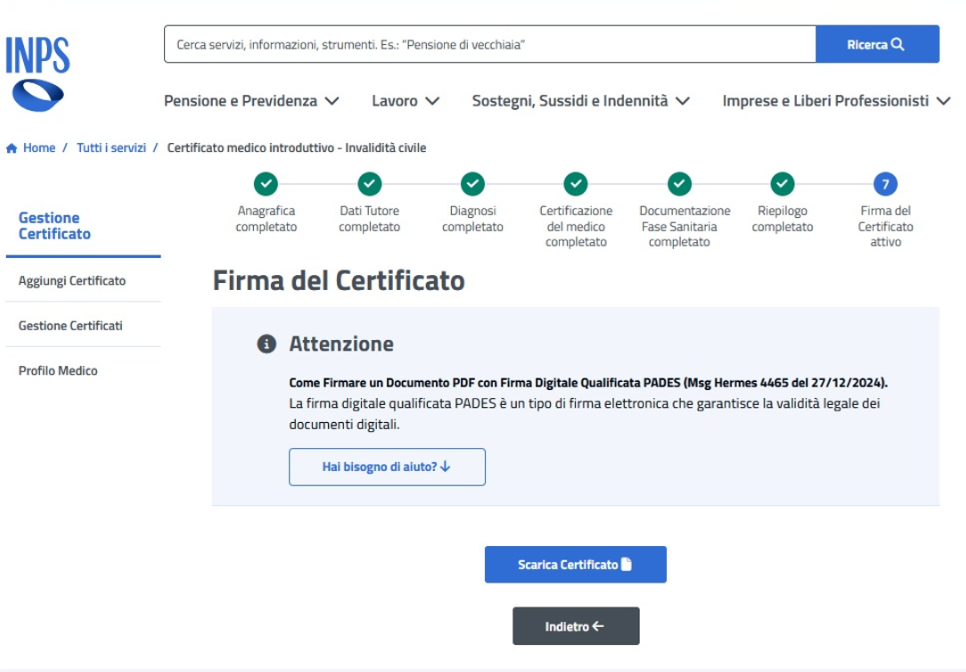 INPS
Cerca servizi, informazioni, strumenti. Es.: "Pensione di vecchiaia"
Ricerca
Pensione e Previdenza
Lavoro
Sostegni, Sussidi e Indennità
Imprese e Liberi Professionisti
Home / Tutti i servizi / Certificato medico introduttivo - Invalidità civile
Gestione
Certificato
Aggiungi Certificato
Gestione Certificati
Profilo Medico
Anagrafica
completato
Dati Tutore
completato
Diagnosi
completato
Certificazione
del medico
completato
Documentazione
Fase Sanitaria
completato
Riepilogo
completato
7
Firma del
Certificato
attivo
Firma del Certificato
Attenzione
Come Firmare un Documento PDF con Firma Digitale Qualificata PADES (Msg Hermes 4465 del 27/12/2024).
La firma digitale qualificata PADES è un tipo di firma elettronica che garantisce la validità legale dei
documenti digitali.
Hai bisogno di aiuto?
Scarica Certificato
Indietro